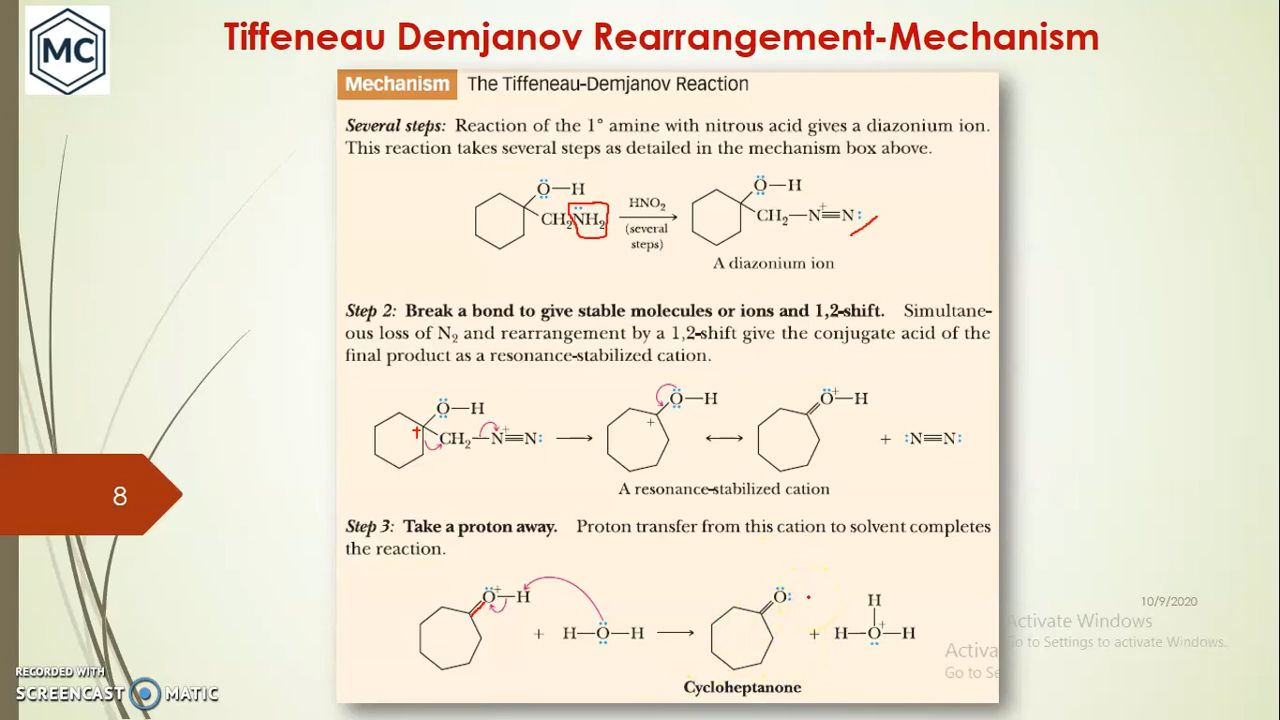 MC
Tiffeneau Demjanov Rearrangement-Mechanism
Mechanism The Tiffeneau-Demjanov Reaction
Several steps: Reaction of the 1° amine with nitrous acid gives a diazonium ion.
This reaction takes several steps as detailed in the mechanism box above.
Ö—H
CH₂N̈H₂
HNO₂
(several
steps)
Ö—H
CH₂—N⁺≡N:
A diazonium ion
Step 2: Break a bond to give stable molecules or ions and 1,2-shift. Simultane-
ous loss of N₂ and rearrangement by a 1,2-shift give the conjugate acid of the
final product as a resonance-stabilized cation.
Ö—H
+
CH₂—N⁺≡N:
Ö—H
+
Ö⁺—H
+ :N≡N:
A resonance-stabilized cation
8
Step 3: Take a proton away. Proton transfer from this cation to solvent completes
the reaction.
Ö⁺—H
+ H—Ö—H
Ö:
H
+ H—O⁺—H
Cycloheptanone
10/9/2020
Activate Windows
Go to Settings to activate Windows.
Activa
Go to Se
RECORDED WITH
SCREENCAST MATIC